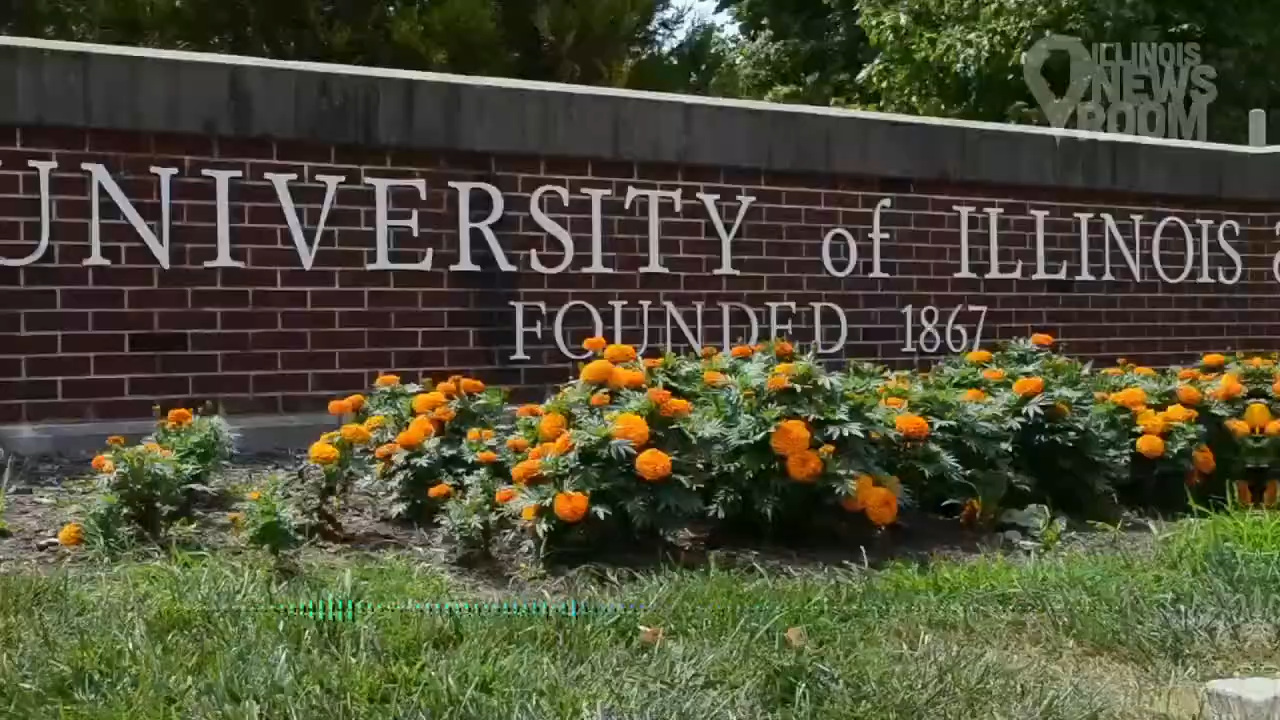 ILLINOIS
NEWS
ROOM
UNIVERSITY of ILLINOIS
FOUNDED 1867